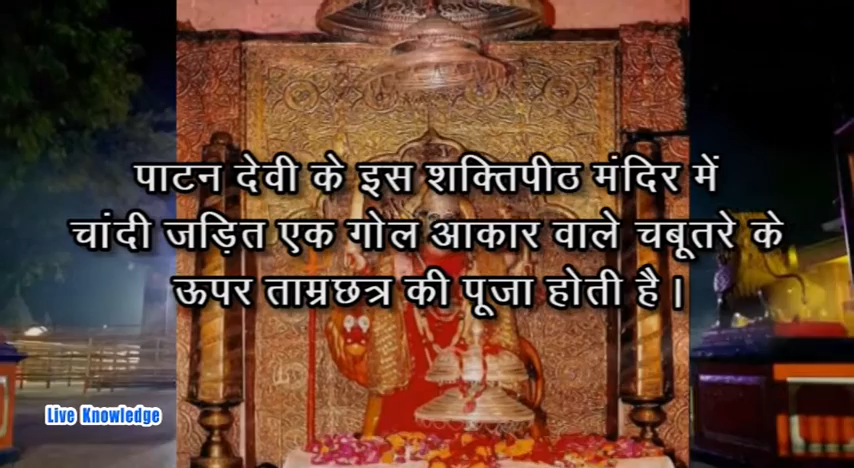 पाटन देवी के इस शक्तिपीठ मंदिर में
चांदी जड़ित एक गोल आकार वाले चबूतरे के
ऊपर ताम्रछत्र की पूजा होती है ।
Live Knowledge